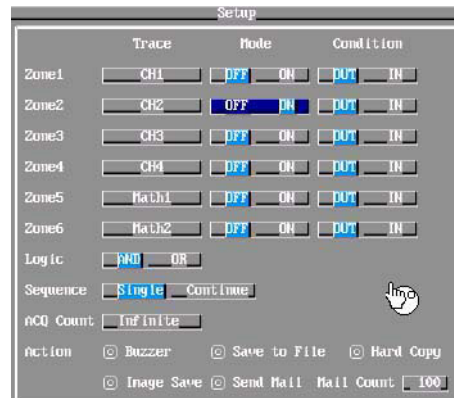 Setup
Trace Mode Condition
Zone1 CH1 OFF ON OUT IN
Zone2 CH2 OFF ON OUT IN
Zone3 CH3 OFF ON OUT IN
Zone4 CH4 OFF ON OUT IN
Zone5 Math1 OFF ON OUT IN
Zone6 Math2 OFF ON OUT IN
Logic AND OR
Sequence Single Continue
ACQ Count Infinite
Action Buzzer Save to File Hard Copy
Image Save Send Mail Mail Count 100